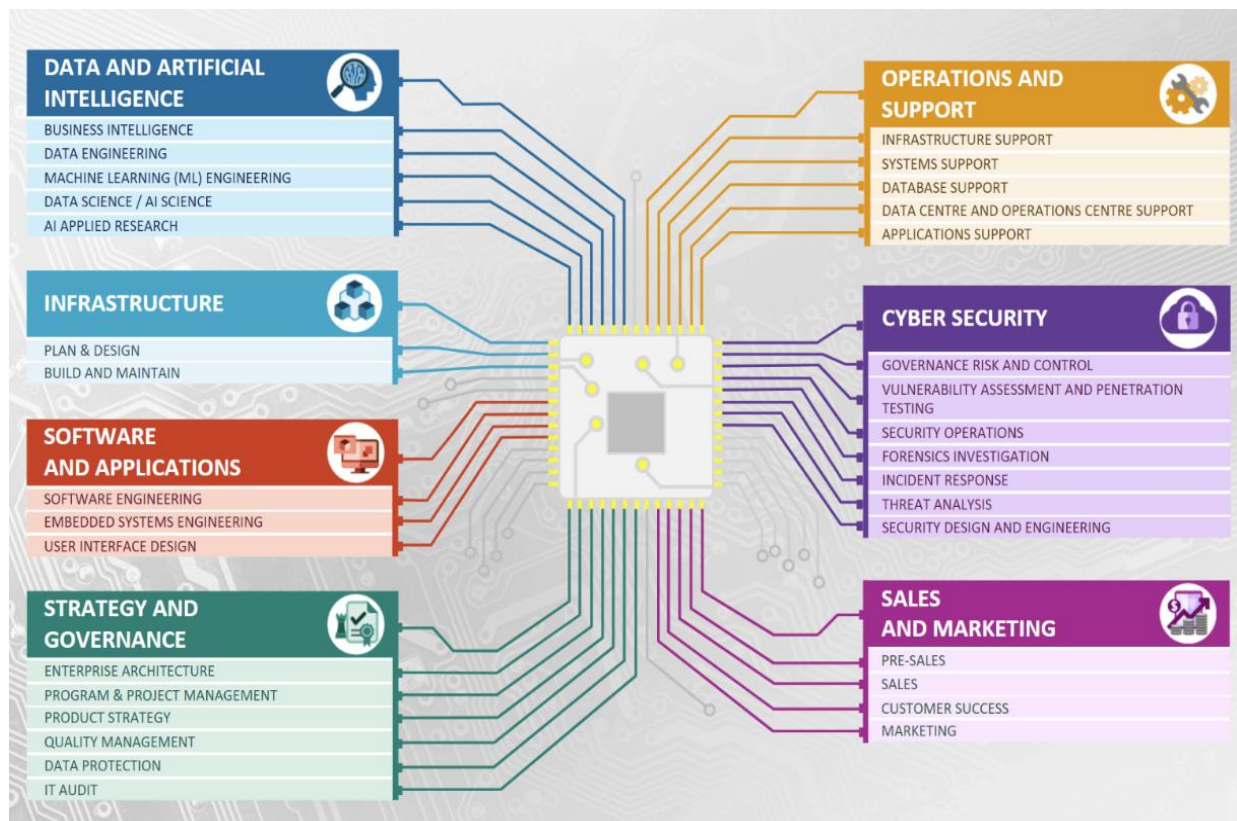 DATA AND ARTIFICIAL
INTELLIGENCE
BUSINESS INTELLIGENCE
DATA ENGINEERING
MACHINE LEARNING (ML) ENGINEERING
DATA SCIENCE / AI SCIENCE
AI APPLIED RESEARCH
INFRASTRUCTURE
PLAN & DESIGN
BUILD AND MAINTAIN
SOFTWARE
AND APPLICATIONS
SOFTWARE ENGINEERING
EMBEDDED SYSTEMS ENGINEERING
USER INTERFACE DESIGN
STRATEGY AND
GOVERNANCE
ENTERPRISE ARCHITECTURE
PROGRAM & PROJECT MANAGEMENT
PRODUCT STRATEGY
QUALITY MANAGEMENT
DATA PROTECTION
IT AUDIT
OPERATIONS AND
SUPPORT
INFRASTRUCTURE SUPPORT
SYSTEMS SUPPORT
DATABASE SUPPORT
DATA CENTRE AND OPERATIONS CENTRE SUPPORT
APPLICATIONS SUPPORT
CYBER SECURITY
GOVERNANCE RISK AND CONTROL
VULNERABILITY ASSESSMENT AND PENETRATION
TESTING
SECURITY OPERATIONS
FORENSICS INVESTIGATION
INCIDENT RESPONSE
THREAT ANALYSIS
SECURITY DESIGN AND ENGINEERING
SALES
AND MARKETING
$
PRE-SALES
SALES
CUSTOMER SUCCESS
MARKETING